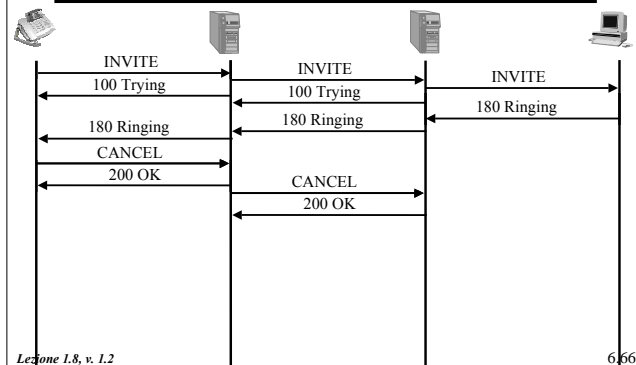 INVITE
INVITE
INVITE
100 Trying
100 Trying
180 Ringing
180 Ringing
180 Ringing
CANCEL
200 OK
CANCEL
200 OK
Lezione 1.8, v. 1.2
6.66